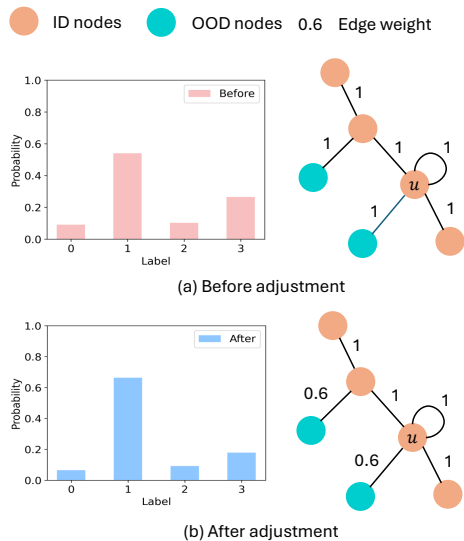 ID nodes OOD nodes 0.6 Edge weight
1.0
0.8
0.6
0.4
0.2
0.0
Probability
Before
0 1 2 3
Label
1
1
1
1
1
1
u
(a) Before adjustment
1.0
0.8
0.6
0.4
0.2
0.0
Probability
After
0 1 2 3
Label
1
0.6
1
1
0.6
1
u
(b) After adjustment